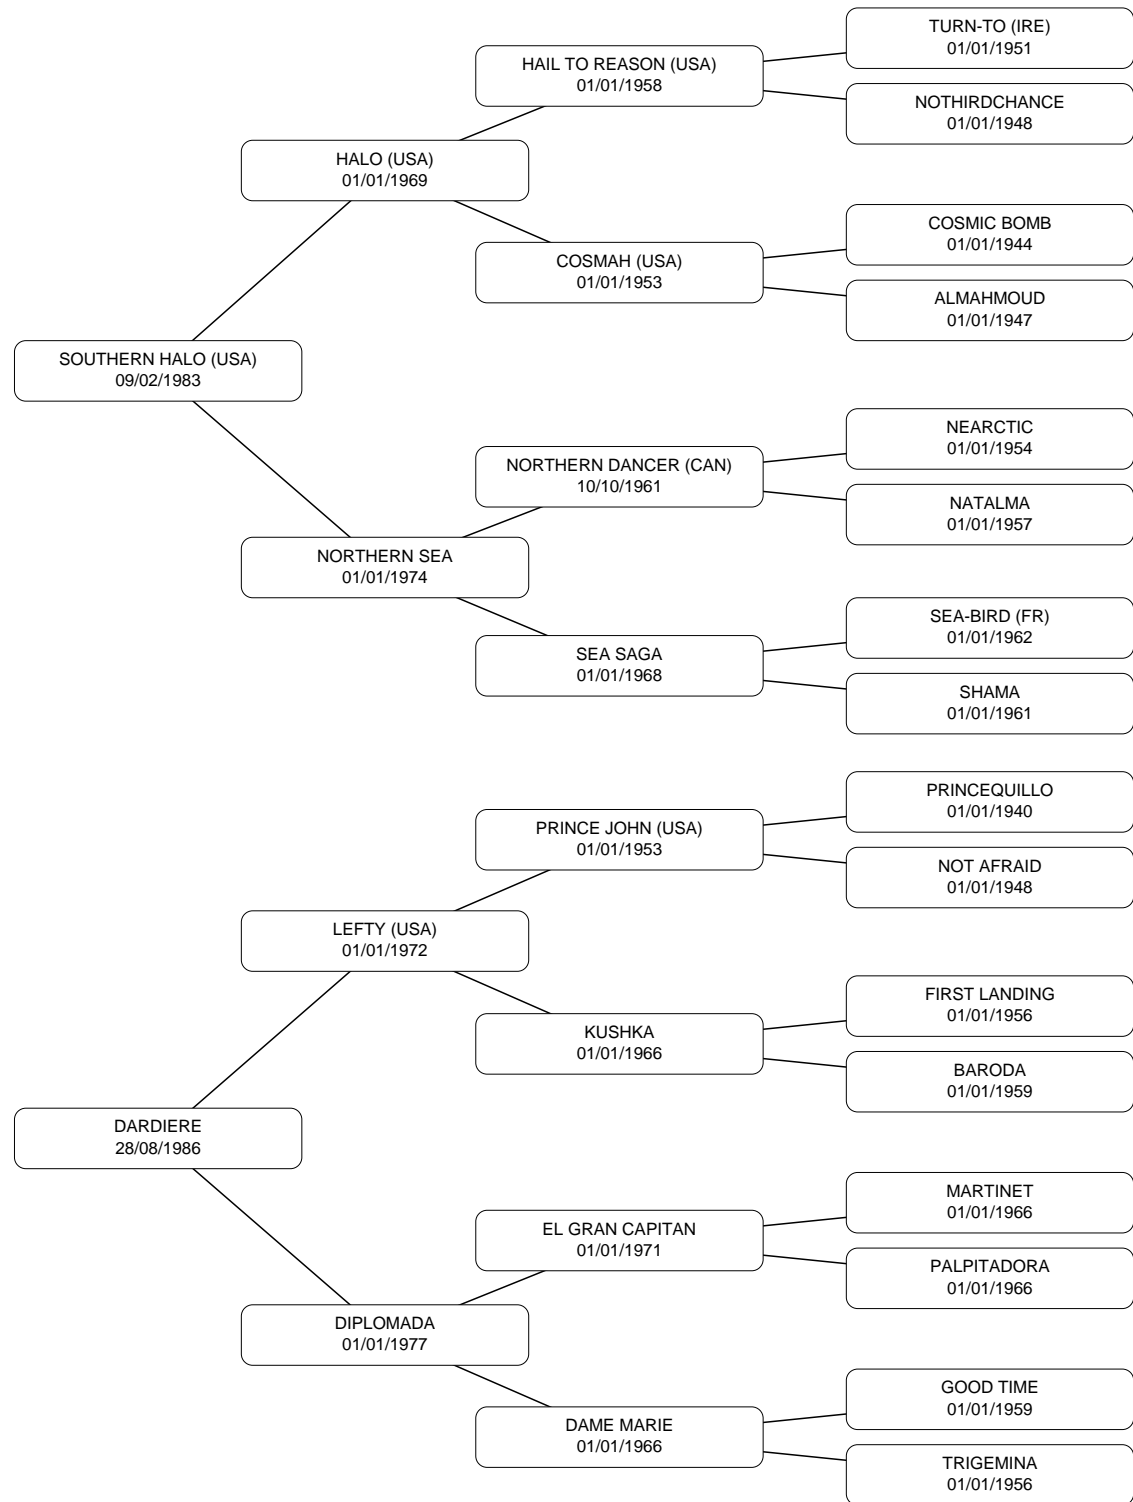 TURN-TO (IRE)
01/01/1951
HAIL TO REASON (USA)
01/01/1958
NOTHIRDCHANCE
01/01/1948
HALO (USA)
01/01/1969
COSMIC BOMB
01/01/1944
COSMAH (USA)
01/01/1953
ALMAHMOUD
01/01/1947
SOUTHERN HALO (USA)
09/02/1983
NEARCTIC
01/01/1954
NORTHERN DANCER (CAN)
10/10/1961
NATALMA
01/01/1957
NORTHERN SEA
01/01/1974
SEA-BIRD (FR)
01/01/1962
SEA SAGA
01/01/1968
SHAMA
01/01/1961
PRINCEQUILLO
01/01/1940
PRINCE JOHN (USA)
01/01/1953
NOT AFRAID
01/01/1948
LEFTY (USA)
01/01/1972
FIRST LANDING
01/01/1956
KUSHKA
01/01/1966
BARODA
01/01/1959
DARDIERE
28/08/1986
MARTINET
01/01/1966
EL GRAN CAPITAN
01/01/1971
PALPITADORA
01/01/1966
DIPLOMADA
01/01/1977
GOOD TIME
01/01/1959
DAME MARIE
01/01/1966
TRIGEMINA
01/01/1956